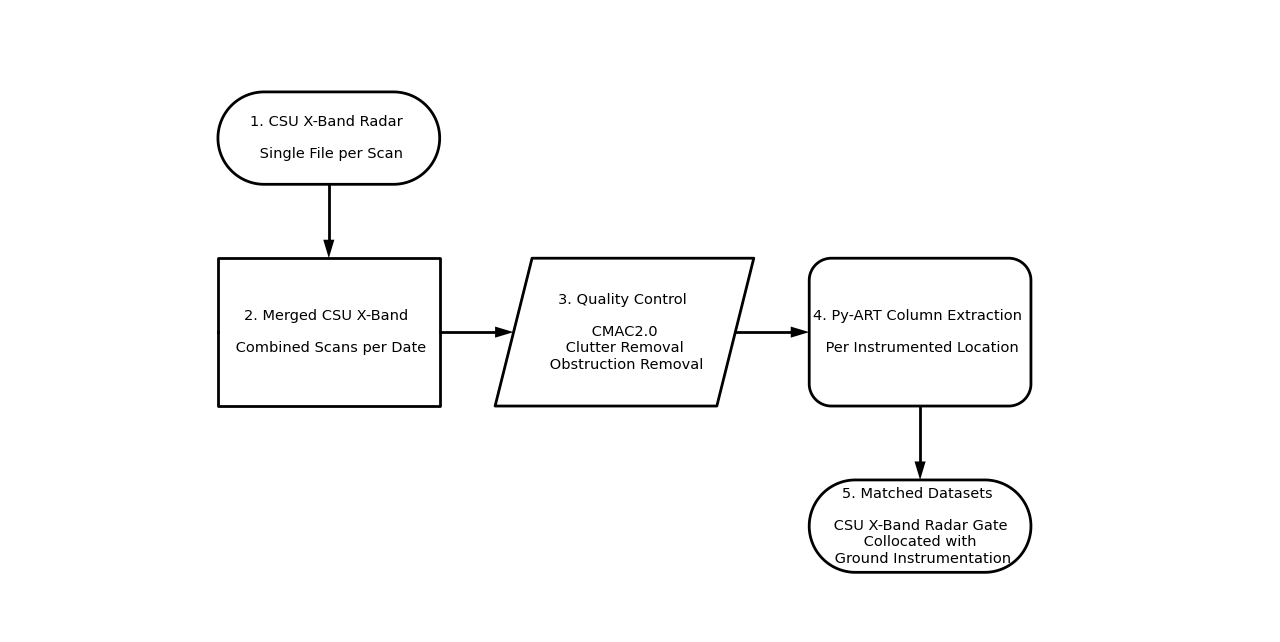 1. CSU X-Band Radar
Single File per Scan
2. Merged CSU X-Band
Combined Scans per Date
3. Quality Control
CMAC2.0
Clutter Removal
Obstruction Removal
4. Py-ART Column Extraction
Per Instrumented Location
5. Matched Datasets
CSU X-Band Radar Gate
Collocated with
Ground Instrumentation